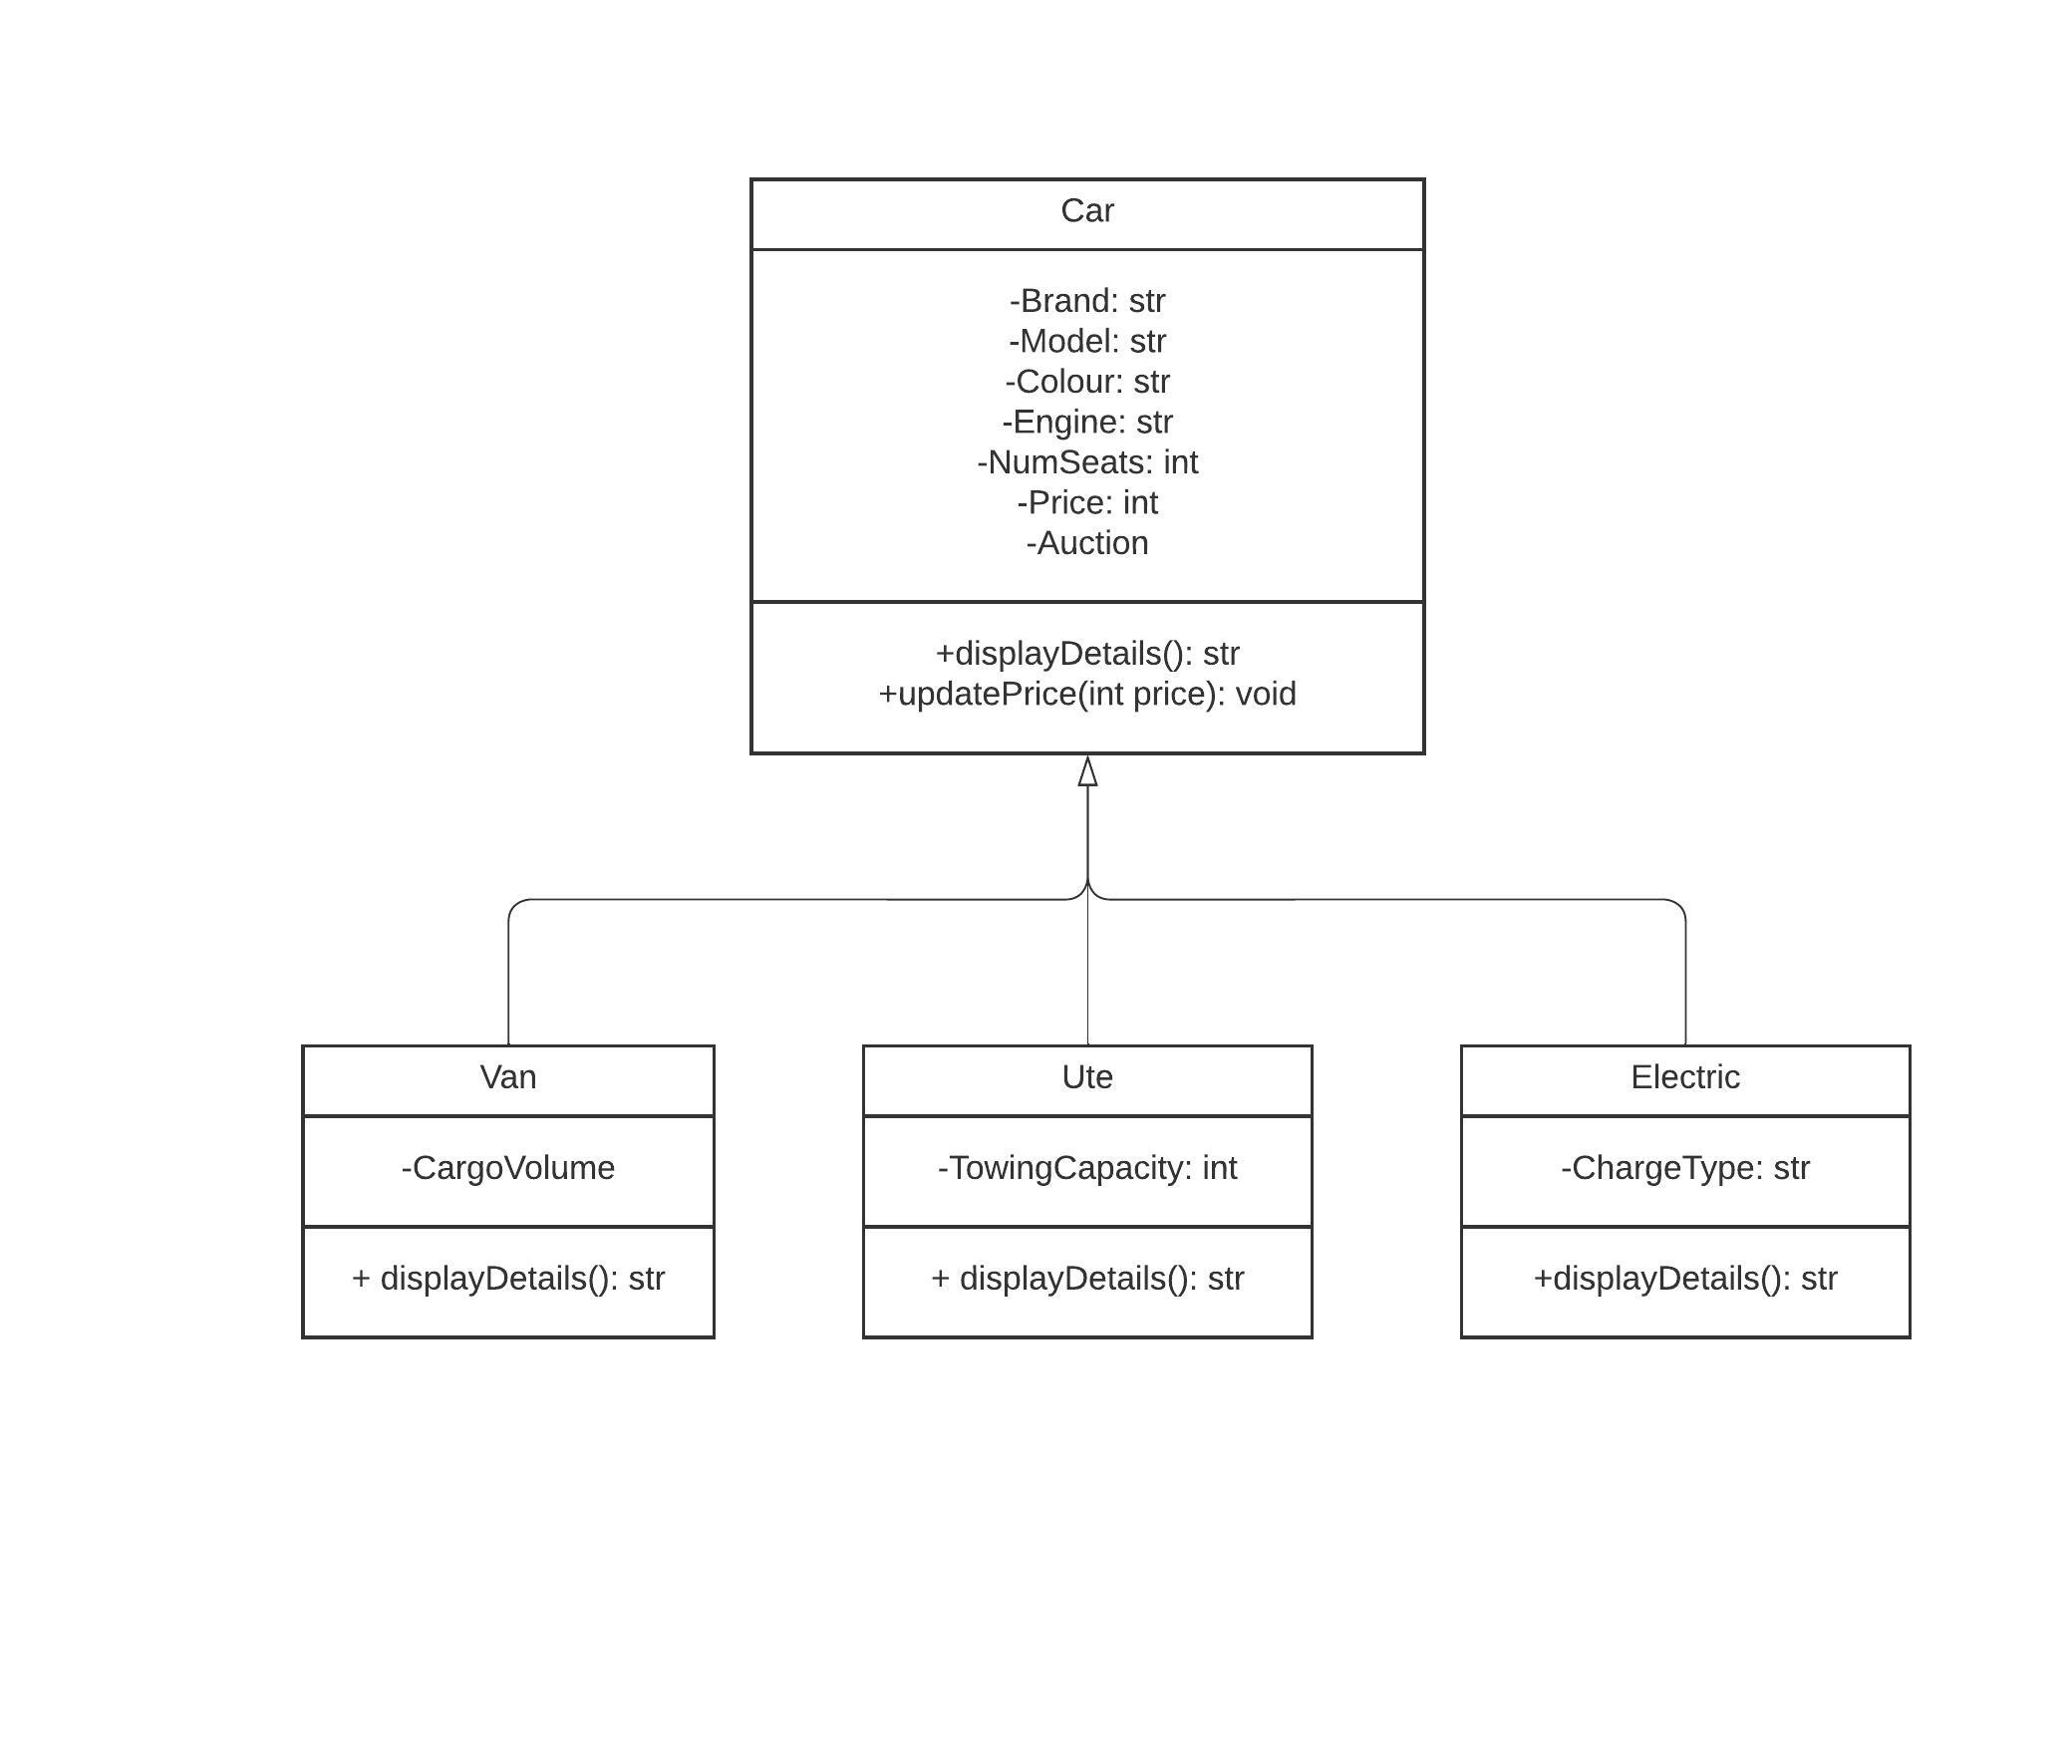 Car
-Brand: str
-Model: str
-Colour: str
-Engine: str
-NumSeats: int
-Price: int
-Auction
+displayDetails(): str
+updatePrice(int price): void
Van
-CargoVolume
+ displayDetails(): str
Ute
-TowingCapacity: int
+ displayDetails(): str
Electric
-ChargeType: str
+displayDetails(): str